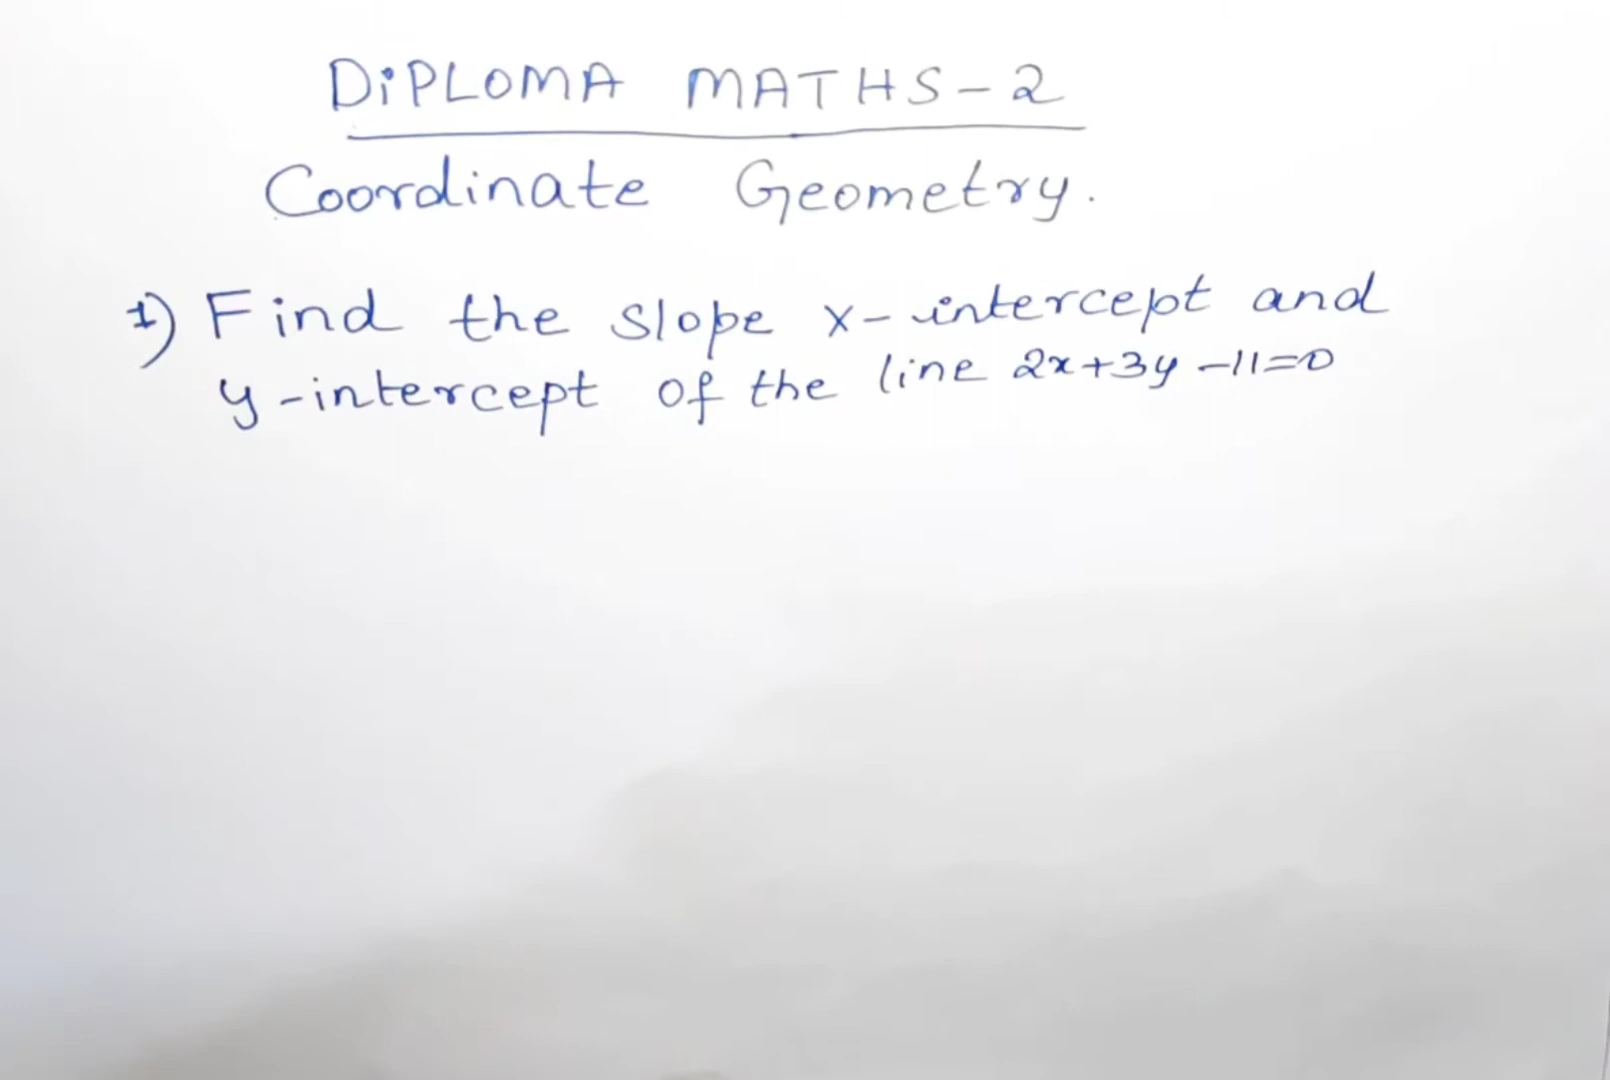 DiPLOMA MATHS-2
Coordinate Geometry.
1) Find the slope x-intercept and
y-intercept of the line 2x+3y-11=0